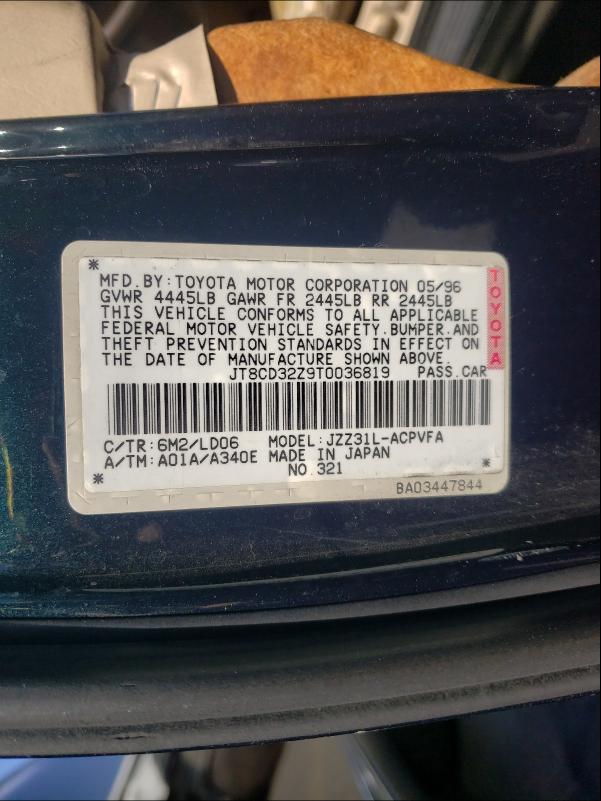 MFD.BY:TOYOTA MOTOR CORPORATION 05/96
GVWR 4445LB GAWR FR 2445LB RR 2445LB
THIS VEHICLE CONFORMS TO ALL APPLICABLE
FEDERAL MOTOR VEHICLE SAFETY.BUMPER.AND
THEFT PREVENTION STANDARDS IN EFFECT ON
THE DATE OF MANUFACTURE SHOWN ABOVE.
JT8CD32Z9T0036819 PASS.CAR
C/TR:6M2/LD06 MODEL:JZZ31L-ACPVFA
A/TM:A01A/A340E MADE IN JAPAN
NO.321
BA03447844
TOYOTA